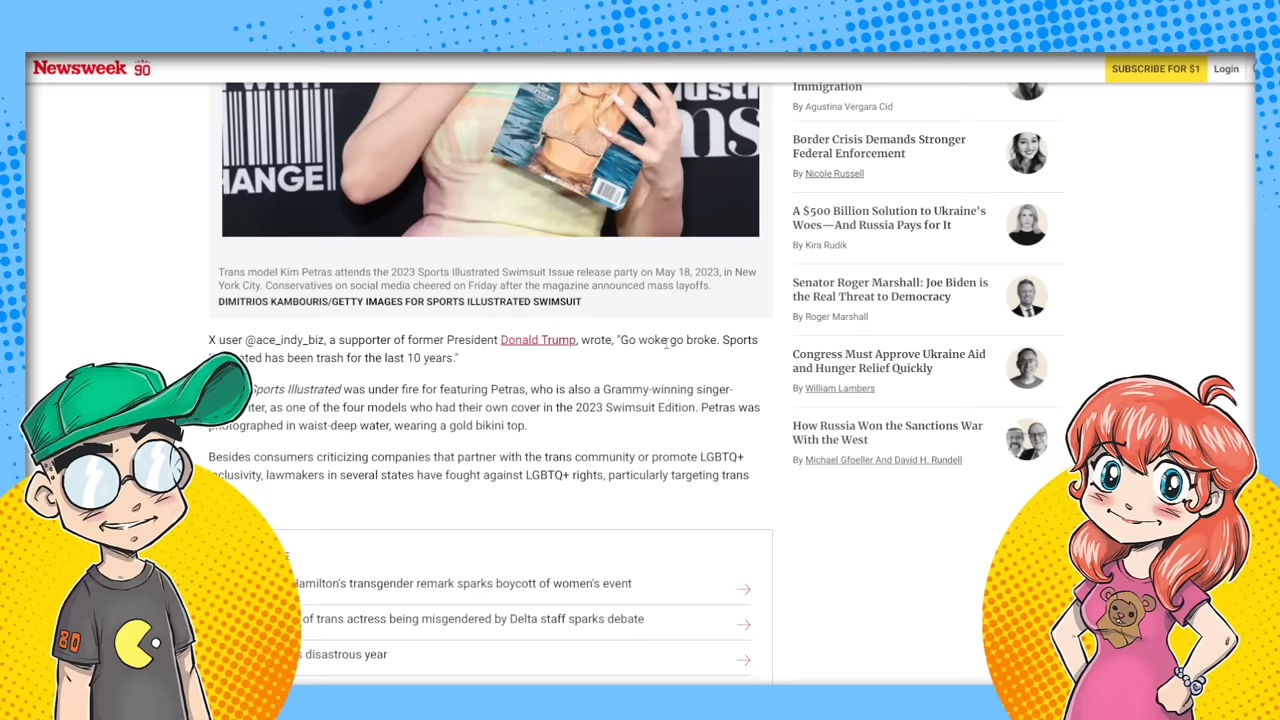 Newsweek 90
SUBSCRIBE FOR $1 Login
HANGE
ms
Trans model Kim Petras attends the 2023 Sports Illustrated Swimsuit Issue release party on May 18, 2023, in New
York City. Conservatives on social media cheered on Friday after the magazine announced mass layoffs.
DIMITRIOS KAMBOURIS/GETTY IMAGES FOR SPORTS ILLUSTRATED SWIMSUIT
X user @ace_indy_biz, a supporter of former President Donald Trump, wrote, "Go woke go broke. Sports
has been trash for the last 10 years."
Sports Illustrated was under fire for featuring Petras, who is also a Grammy-winning singer-
as one of the four models who had their own cover in the 2023 Swimsuit Edition. Petras was
photographed in waist-deep water, wearing a gold bikini top.
Besides consumers criticizing companies that partner with the trans community or promote LGBTQ+
inclusivity, lawmakers in several states have fought against LGBTQ+ rights, particularly targeting trans
Hamilton's transgender remark sparks boycott of women's event
of trans actress being misgendered by Delta staff sparks debate
disastrous year
Immigration
By Agustina Vergara Cid
Border Crisis Demands Stronger
Federal Enforcement
By Nicole Russell
A $500 Billion Solution to Ukraine's
Woes—And Russia Pays for It
By Kira Rudik
Senator Roger Marshall: Joe Biden is
the Real Threat to Democracy
By Roger Marshall
Congress Must Approve Ukraine Aid
and Hunger Relief Quickly
By William Lambers
How Russia Won the Sanctions War
With the West
By Michael Gfoeller And David H. Rundell
80